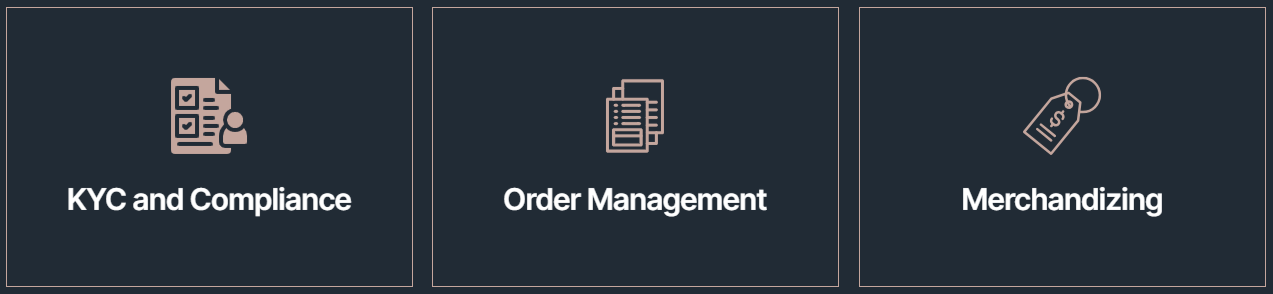 KYC and Compliance
Order Management
Merchandizing